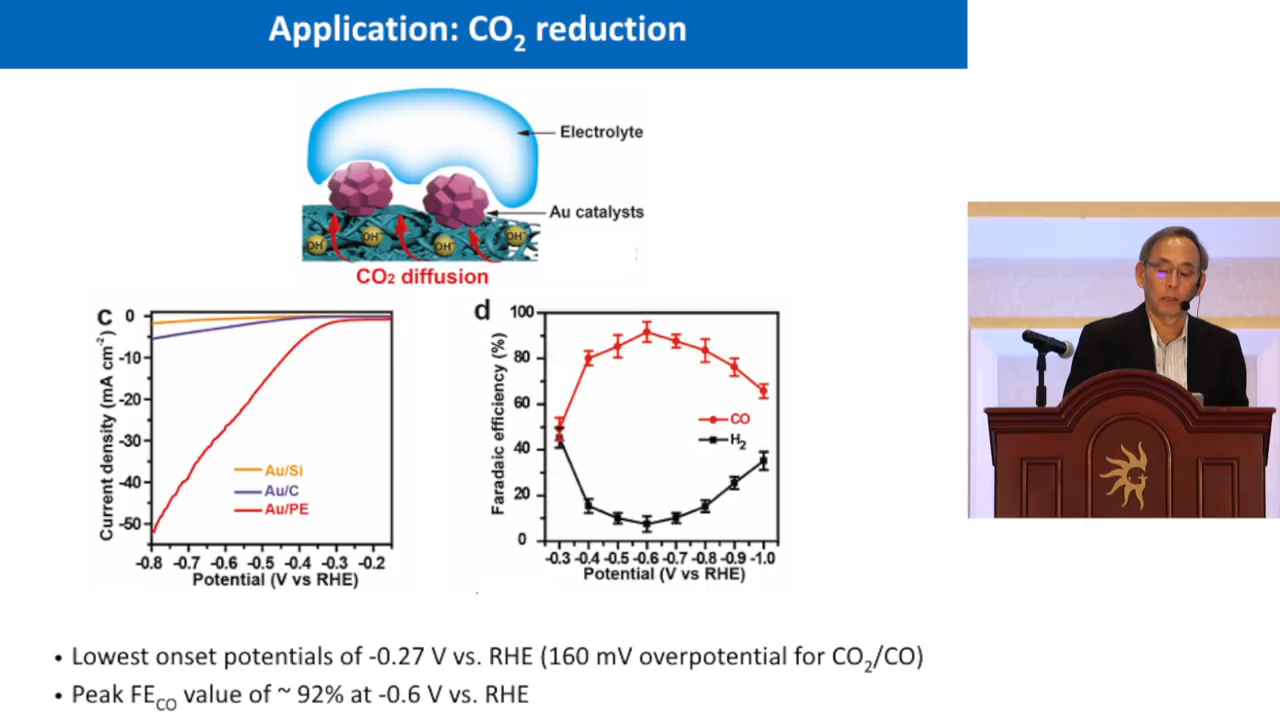 Application: CO₂ reduction
Electrolyte
Au catalysts
OH⁻ OH⁻ OH⁻ OH⁻
CO₂ diffusion
c
Current density (mA cm⁻²)
0
-10
-20
-30
-40
-50
Au/Si
Au/C
Au/PE
-0.8 -0.7 -0.6 -0.5 -0.4 -0.3 -0.2
Potential (V vs RHE)
d
Faradaic efficiency (%)
100
80
60
40
20
0
CO
H₂
-0.3 -0.4 -0.5 -0.6 -0.7 -0.8 -0.9 -1.0
Potential (V vs RHE)
• Lowest onset potentials of -0.27 V vs. RHE (160 mV overpotential for CO₂/CO)
• Peak FE_CO value of ~ 92% at -0.6 V vs. RHE